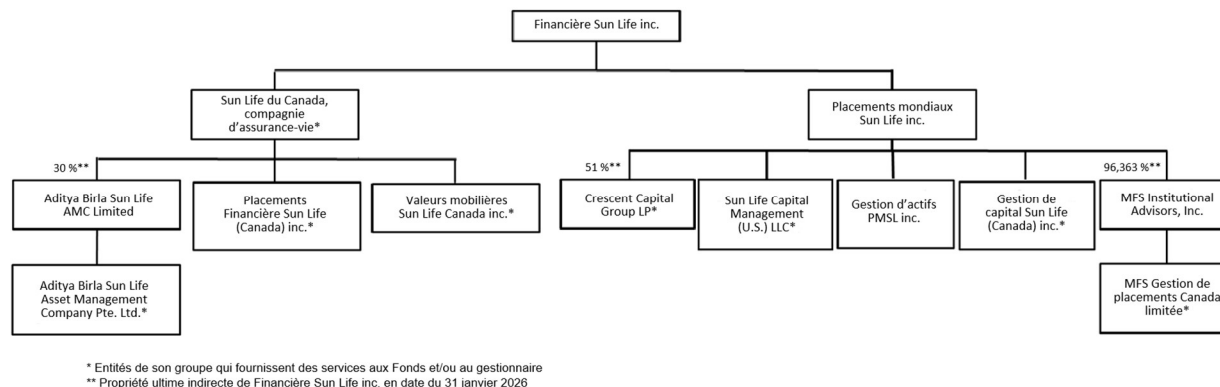 Financière Sun Life inc.
Sun Life du Canada,
compagnie
d'assurance-vie*
Placements mondiaux
Sun Life inc.
30 %**
51 %**
96,363 %**
Aditya Birla Sun Life
AMC Limited
Placements
Financière Sun Life
(Canada) inc.*
Valeurs mobilières
Sun Life Canada inc.*
Crescent Capital
Group LP*
Sun Life Capital
Management
(U.S.) LLC*
Gestion d'actifs
PMSL inc.
Gestion de
capital Sun Life
(Canada) inc.*
MFS Institutional
Advisors, Inc.
Aditya Birla Sun Life
Asset Management
Company Pte. Ltd.*
MFS Gestion de
placements Canada
limitée*
* Entités de son groupe qui fournissent des services aux Fonds et/ou au gestionnaire
** Propriété ultime indirecte de Financière Sun Life inc. en date du 31 janvier 2026